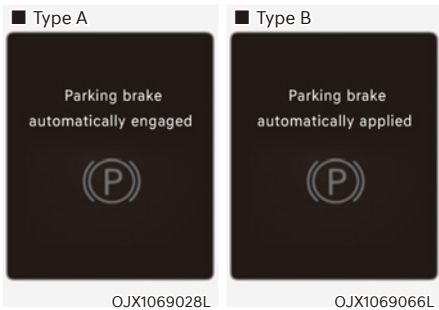 ■ Type A
Parking brake
automatically engaged
(P)
OJX1069028L
■ Type B
Parking brake
automatically applied
(P)
OJX1069066L